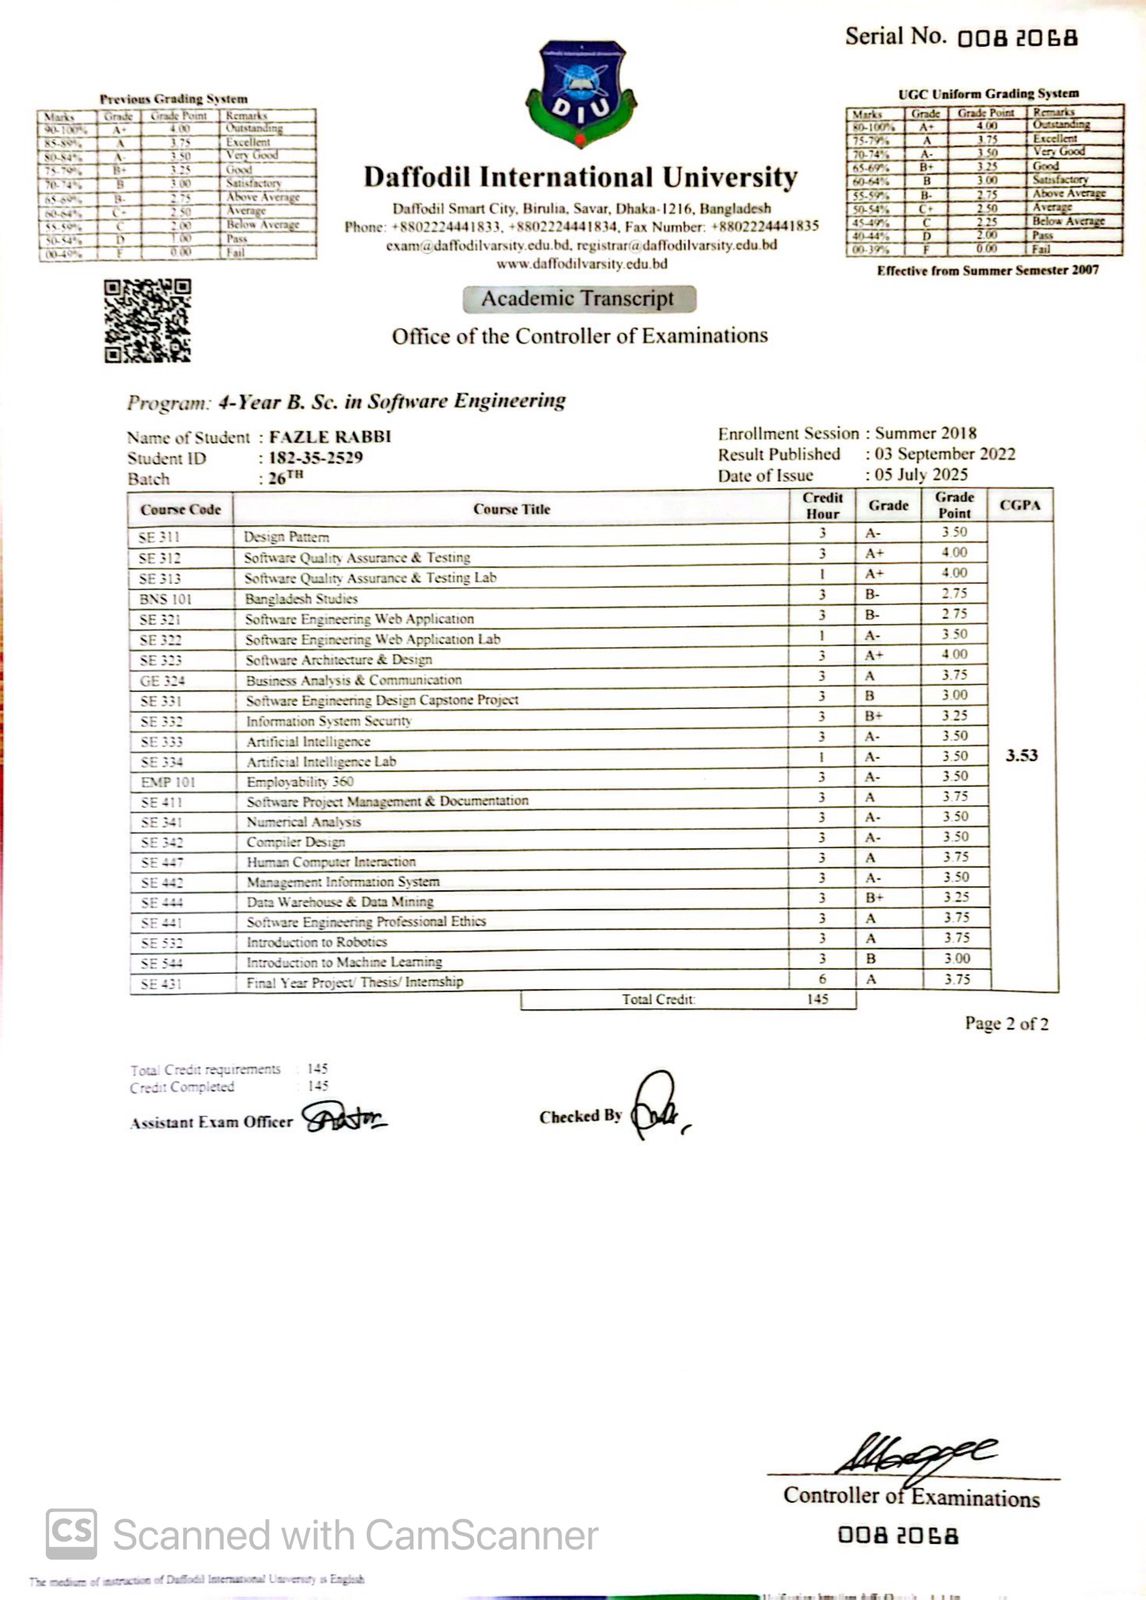 Serial No. 0082068
Previous Grading System
Marks Grade Grade Point Remarks
90-100% A+ 4.00 Outstanding
85-89% A 3.75 Excellent
80-84% A- 3.50 Very Good
75-79% B+ 3.25 Good
70-74% B 3.00 Satisfactory
65-69% B- 2.75 Above Average
60-64% C+ 2.50 Average
55-59% C 2.00 Below Average
50-54% D 1.00 Pass
00-49% F 0.00 Fail
DIU
UGC Uniform Grading System
Marks Grade Grade Point Remarks
80-100% A+ 4.00 Outstanding
75-79% A 3.75 Excellent
70-74% A- 3.50 Very Good
65-69% B+ 3.25 Good
60-64% B 3.00 Satisfactory
55-59% B- 2.75 Above Average
50-54% C+ 2.50 Average
45-49% C 2.25 Below Average
40-44% D 2.00 Pass
00-39% F 0.00 Fail
Effective from Summer Semester 2007
Daffodil International University
Daffodil Smart City, Birulia, Savar, Dhaka-1216, Bangladesh
Phone: +8802224441833, +8802224441834, Fax Number: +8802224441835
exam@daffodilvarsity.edu.bd, registrar@daffodilvarsity.edu.bd
www.daffodilvarsity.edu.bd
Academic Transcript
Office of the Controller of Examinations
Program: 4-Year B. Sc. in Software Engineering
Name of Student : FAZLE RABBI
Student ID : 182-35-2529
Batch : 26TH
Enrollment Session : Summer 2018
Result Published : 03 September 2022
Date of Issue : 05 July 2025
Course Code Course Title Credit Hour Grade Grade Point CGPA
SE 311 Design Pattern 3 A- 3.50
SE 312 Software Quality Assurance & Testing 3 A+ 4.00
SE 313 Software Quality Assurance & Testing Lab 1 A+ 4.00
BNS 101 Bangladesh Studies 3 B- 2.75
SE 321 Software Engineering Web Application 3 B- 2.75
SE 322 Software Engineering Web Application Lab 1 A- 3.50
SE 323 Software Architecture & Design 3 A+ 4.00
GE 324 Business Analysis & Communication 3 A 3.75
SE 331 Software Engineering Design Capstone Project 3 B 3.00
SE 332 Information System Security 3 B+ 3.25
SE 333 Artificial Intelligence 3 A- 3.50
SE 334 Artificial Intelligence Lab 1 A- 3.50 3.53
EMP 101 Employability 360 3 A- 3.50
SE 411 Software Project Management & Documentation 3 A 3.75
SE 341 Numerical Analysis 3 A- 3.50
SE 342 Compiler Design 3 A- 3.50
SE 447 Human Computer Interaction 3 A 3.75
SE 442 Management Information System 3 A- 3.50
SE 444 Data Warehouse & Data Mining 3 B+ 3.25
SE 441 Software Engineering Professional Ethics 3 A 3.75
SE 532 Introduction to Robotics 3 A 3.75
SE 544 Introduction to Machine Learning 3 B 3.00
SE 431 Final Year Project/ Thesis/ Internship 6 A 3.75
Total Credit: 145
Page 2 of 2
Total Credit requirements : 145
Credit Completed : 145
Assistant Exam Officer
Checked By
Controller of Examinations
0082068
CS Scanned with CamScanner
The medium of instruction of Daffodil International University is English